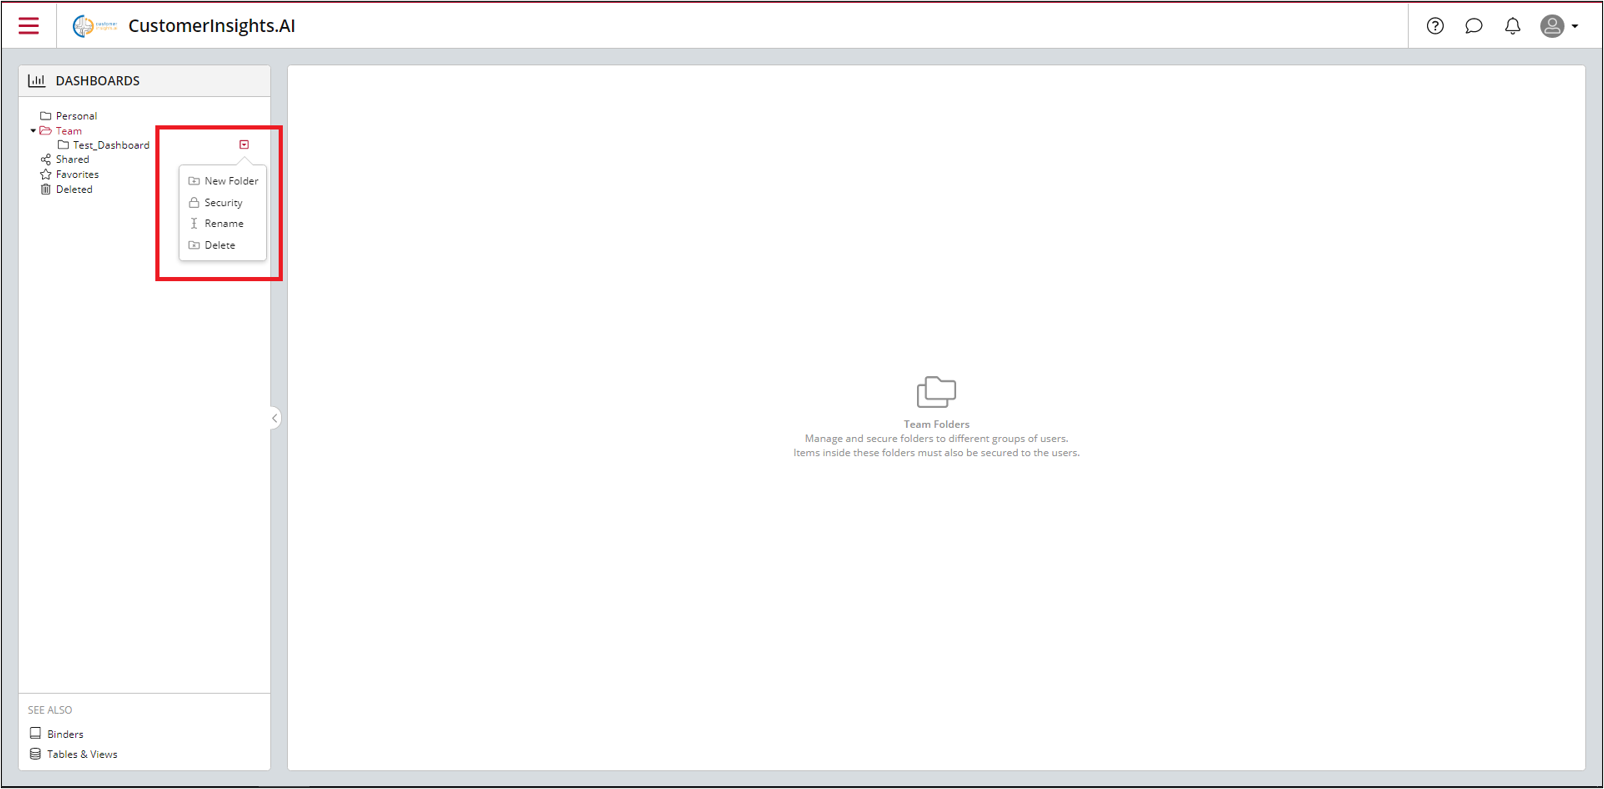 CustomerInsights.AI
DASHBOARDS
Personal
Team
Test_Dashboard
Shared
Favorites
Deleted
New Folder
Security
Rename
Delete
Team Folders
Manage and secure folders to different groups of users.
Items inside these folders must also be secured to the users.
SEE ALSO
Binders
Tables & Views